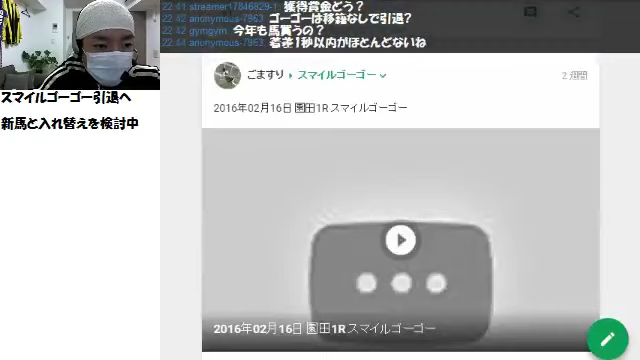 22:41 streamer17846829-1 獲得賞金どう？
22:42 anonymous-7963 ゴーゴーは移籍なしで引退？
22:42 gymgym 今年も馬買うの？
22:44 anonymous-7963 着差1秒以内がほとんどないね
スマイルゴーゴー引退へ
新馬と入れ替えを検討中
ごますり ▸ スマイルゴーゴー
2 週間
2016年02月16日 園田1R スマイルゴーゴー
2016年02月16日 園田1R スマイルゴーゴー